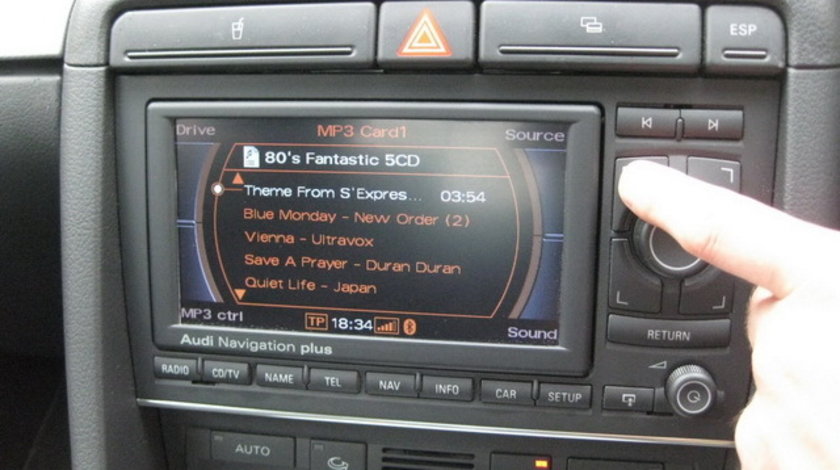 ESP
Drive
MP3 Card1
Source
80's Fantastic 5CD
Theme From S'Expres... 03:54
Blue Monday - New Order (2)
Vienna - Ultravox
Save A Prayer - Duran Duran
Quiet Life - Japan
MP3 ctrl
TP 18:34
Sound
Audi Navigation plus
RETURN
RADIO CD/TV NAME TEL NAV INFO CAR SETUP
AUTO